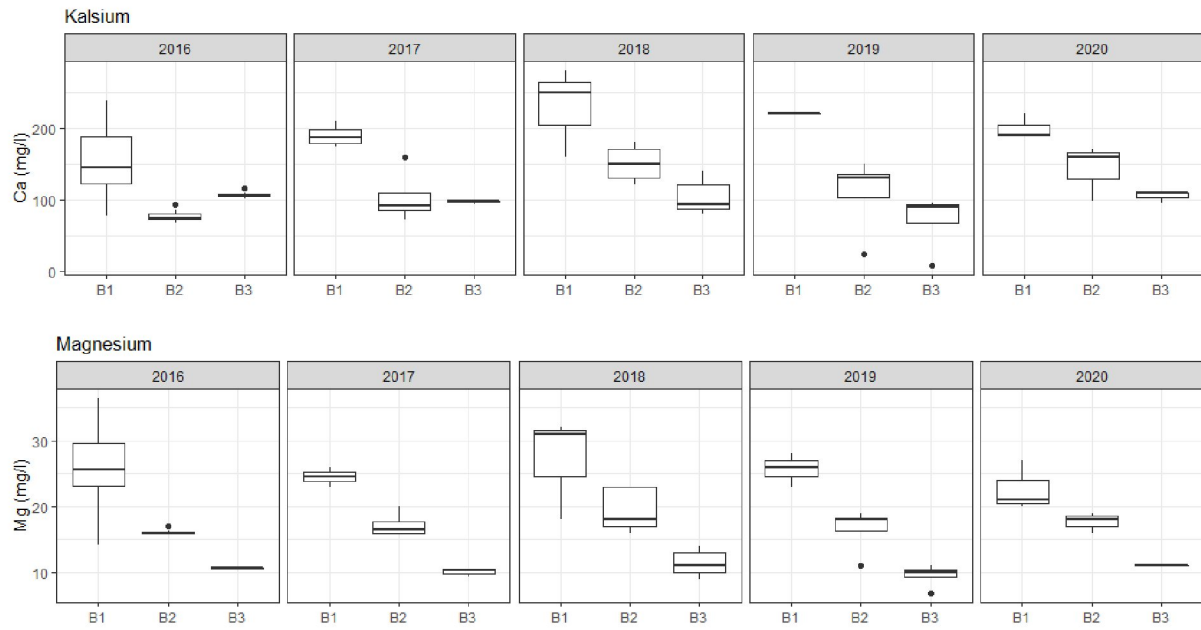 Kalsium
2016 2017 2018 2019 2020
Ca (mg/l)
200
100
0
B1 B2 B3 B1 B2 B3 B1 B2 B3 B1 B2 B3 B1 B2 B3
Magnesium
2016 2017 2018 2019 2020
Mg (mg/l)
30
20
10
B1 B2 B3 B1 B2 B3 B1 B2 B3 B1 B2 B3 B1 B2 B3